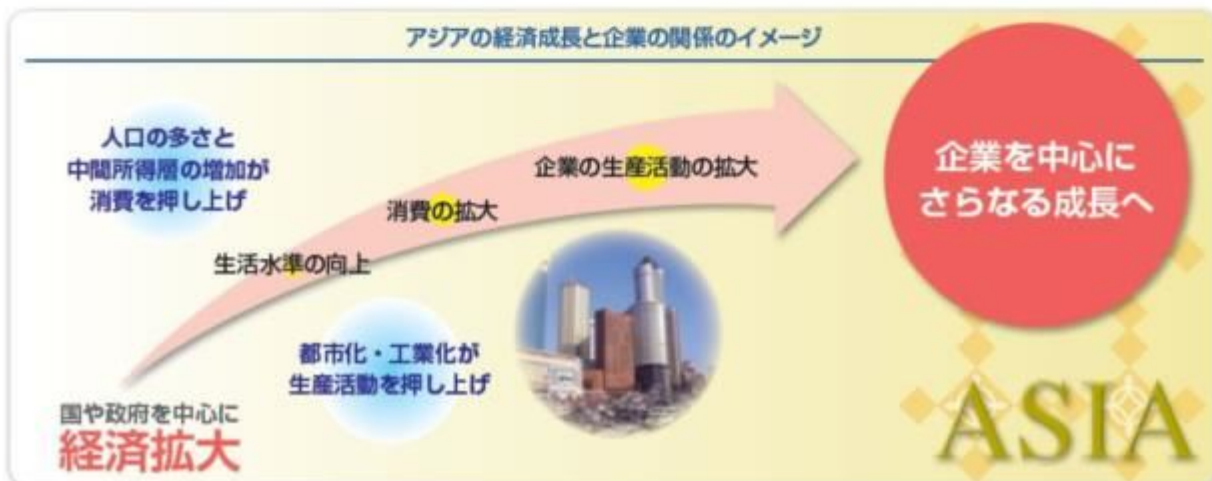 アジアの経済成長と企業の関係のイメージ
人口の多さと
中間所得層の増加が
消費を押し上げ
生活水準の向上
消費の拡大
企業の生産活動の拡大
都市化・工業化が
生産活動を押し上げ
国や政府を中心に
経済拡大
企業を中心に
さらなる成長へ
ASIA